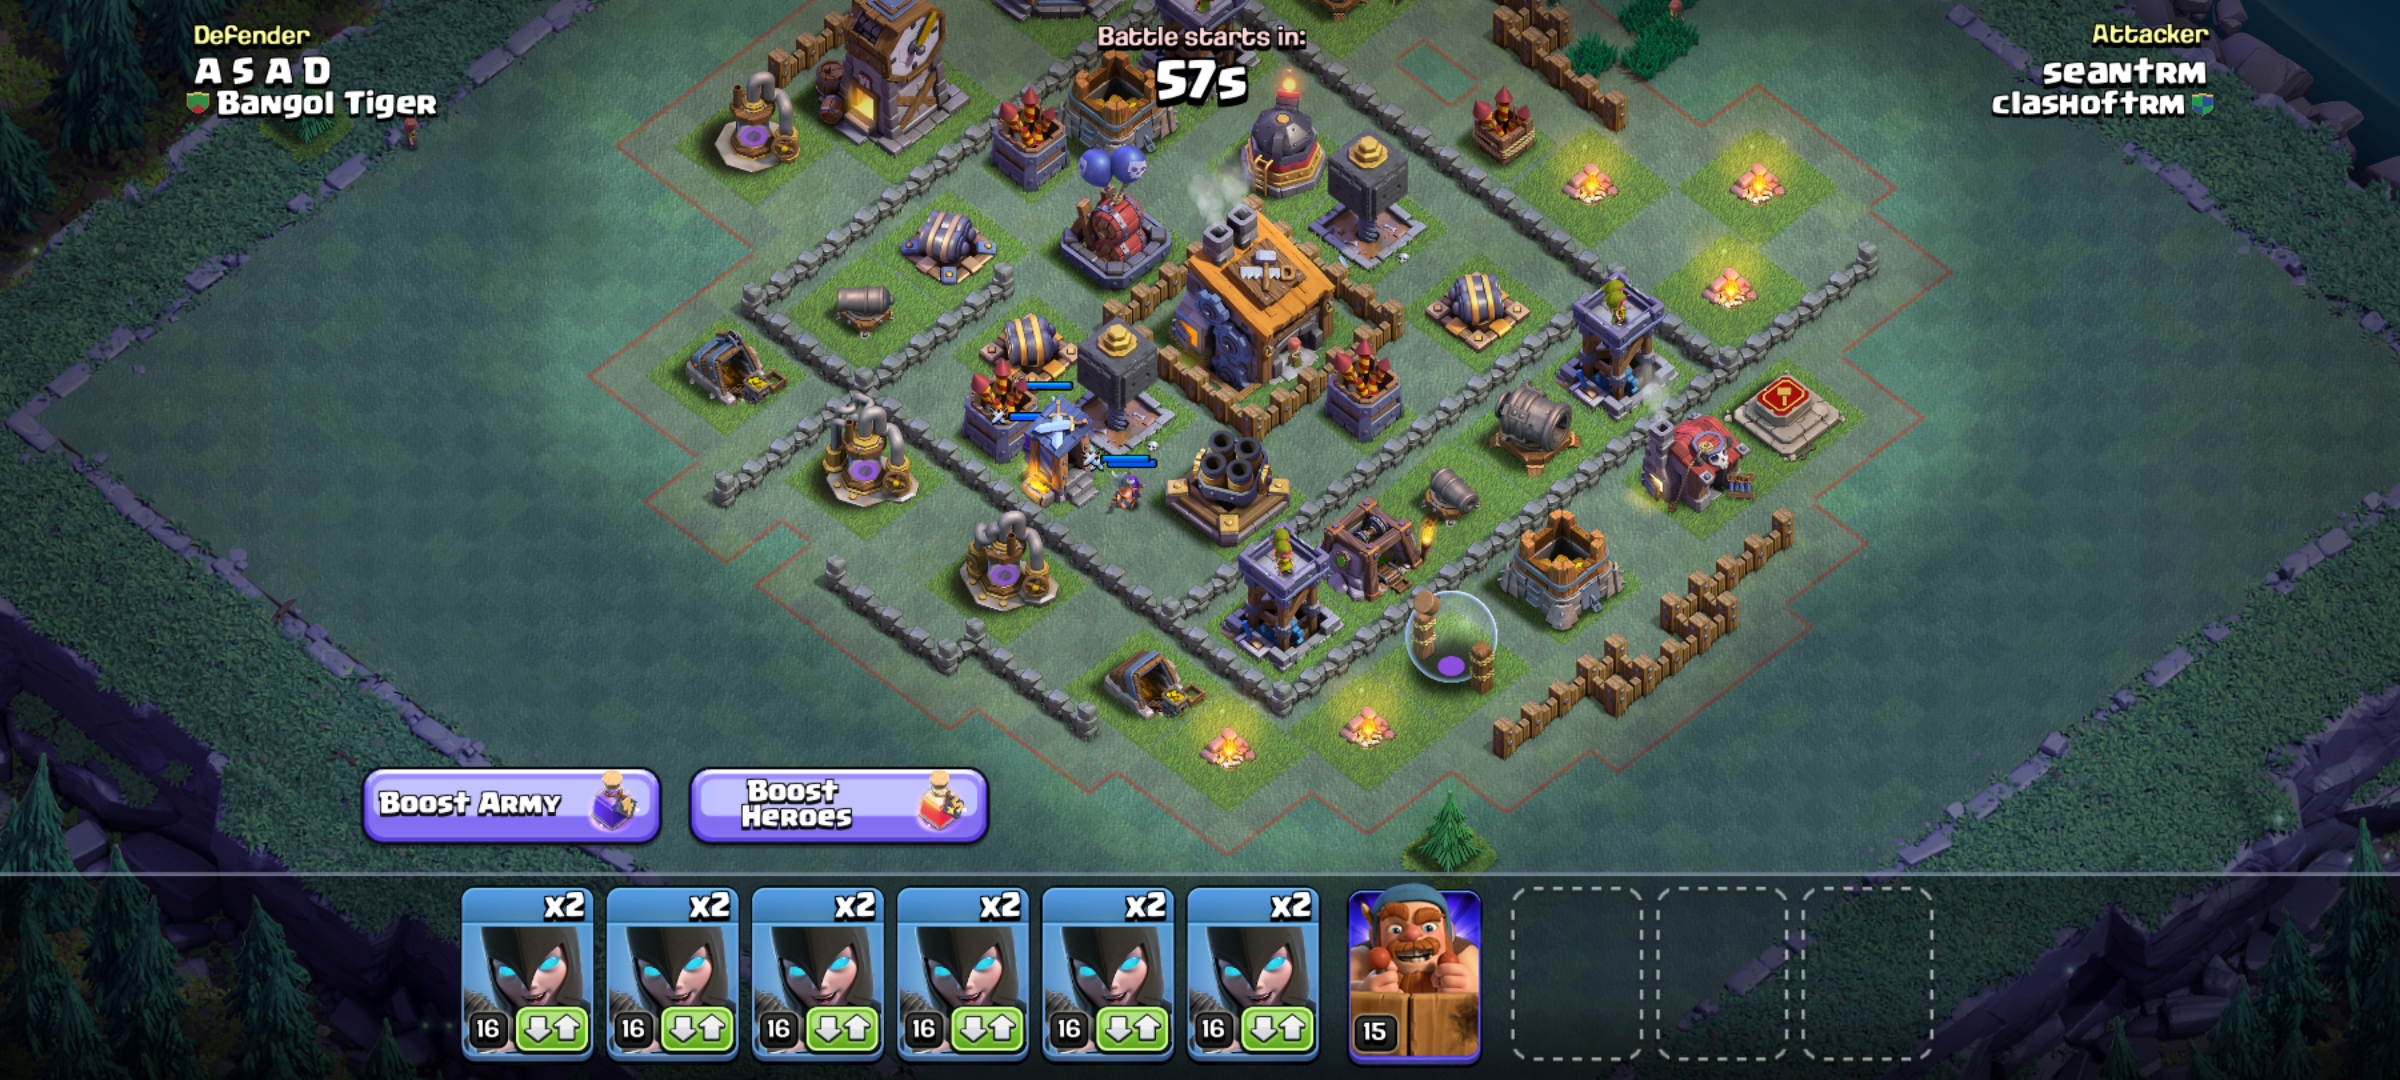 Defender
A S A D
Bangol Tiger
Battle starts in:
57s
Attacker
seantRM
clashoftRM
Boost Army
Boost
Heroes
x2
x2
x2
x2
x2
x2
16
16
16
16
16
16
15